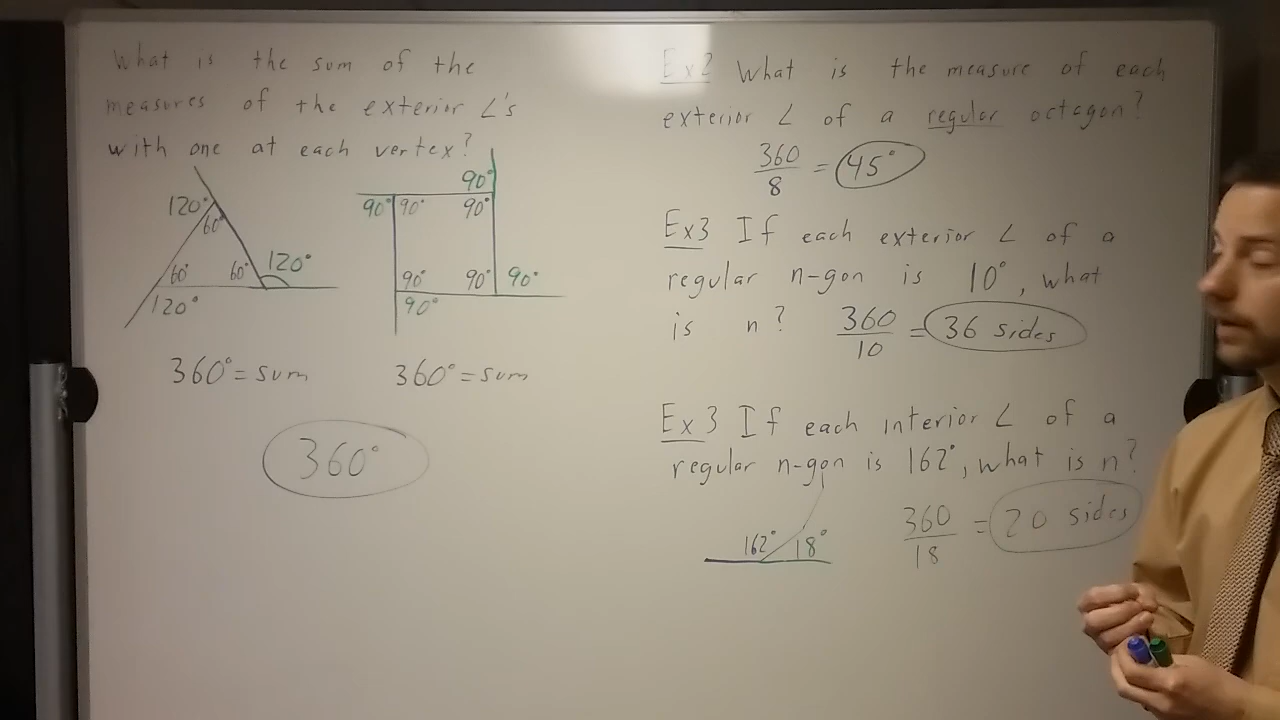 What is the sum of the
measures of the exterior ∠'s
with one at each vertex?
120°
60°
60° 60° 120°
120°
360° = sum
90°
90° 90° 90°
90° 90° 90°
90°
360° = sum
360°
Ex2 What is the measure of each
exterior ∠ of a regular octagon?
360/8 = 45°
Ex3 If each exterior ∠ of a
regular n-gon is 10°, what
is n? 360/10 = 36 sides
Ex3 If each interior ∠ of a
regular n-gon is 162°, what is n?
162° 18° 360/18 = 20 sides